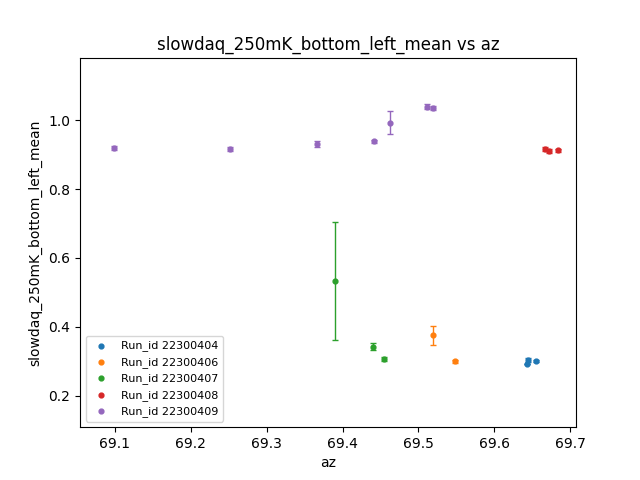 slowdaq_250mK_bottom_left_mean vs az
slowdaq_250mK_bottom_left_mean
1.0
0.8
0.6
0.4
0.2
Run_id 22300404
Run_id 22300406
Run_id 22300407
Run_id 22300408
Run_id 22300409
69.1 69.2 69.3 69.4 69.5 69.6 69.7
az